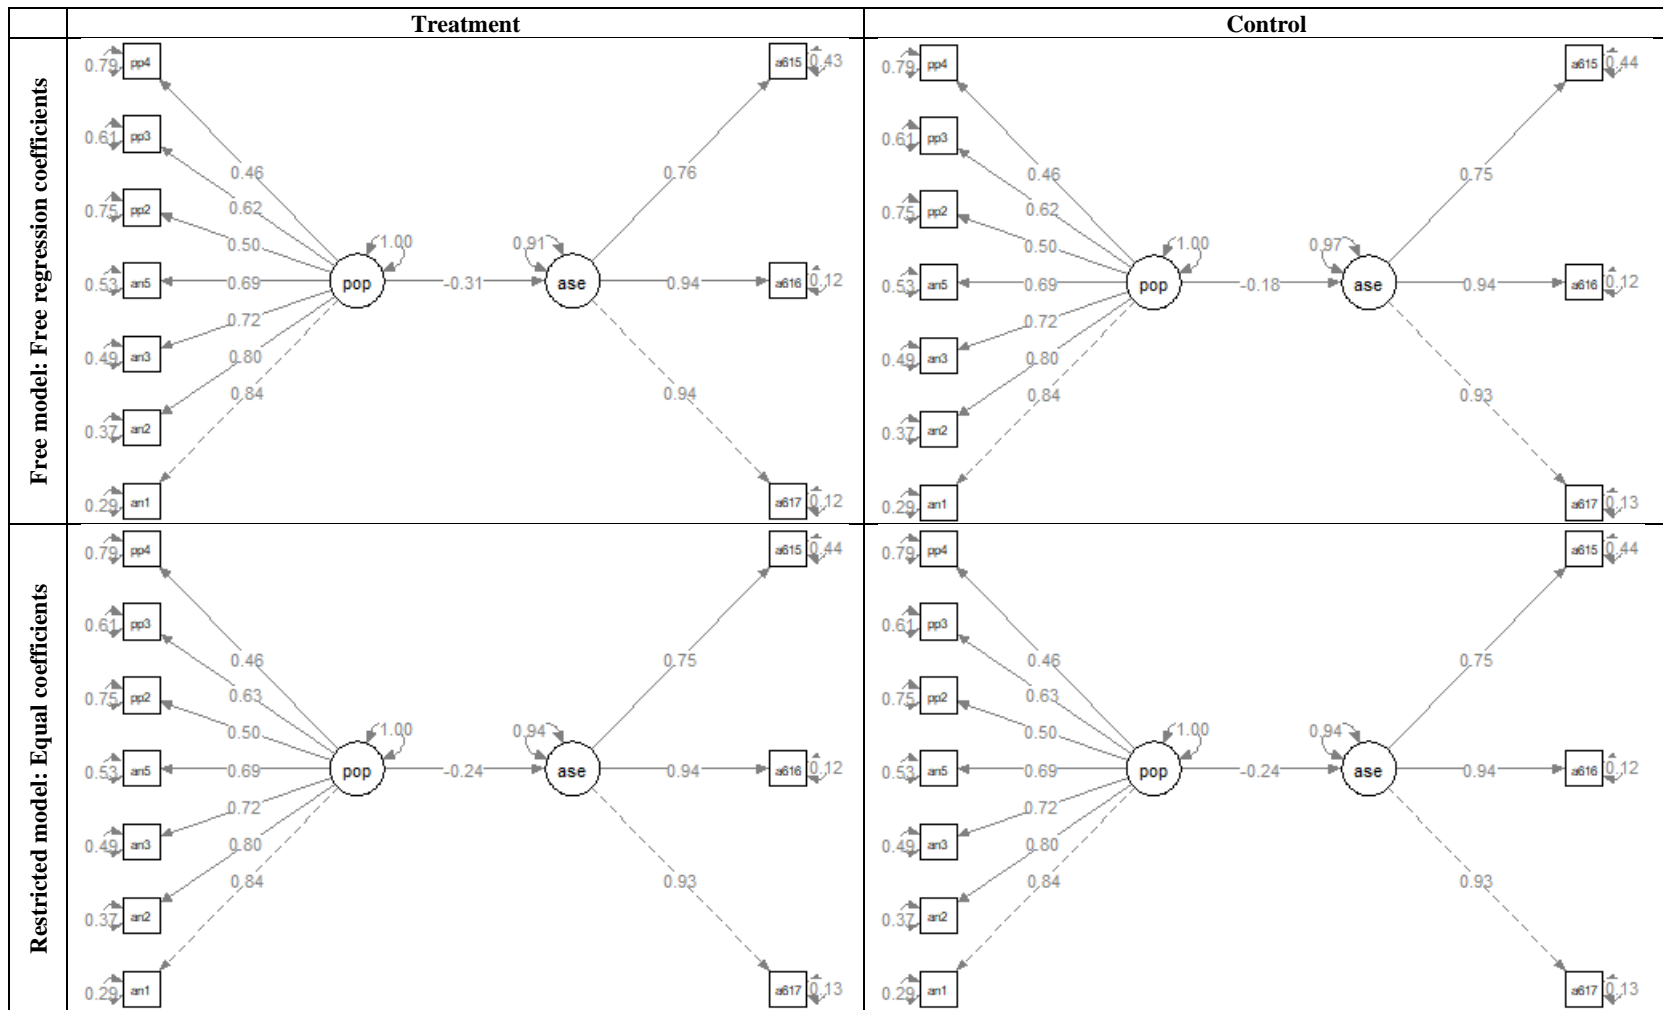 Treatment
Control
Free model: Free regression coefficients
0.79 pp4
0.61 pp3
0.75 pp2
0.53 an5
0.49 an3
0.37 an2
0.29 an1
0.46
0.62
0.50
0.69
0.72
0.80
0.84
1.00
pop
-0.31
0.91
ase
0.76
0.94
0.94
a615 0.43
a616 0.12
a617 0.12
0.79 pp4
0.61 pp3
0.75 pp2
0.53 an5
0.49 an3
0.37 an2
0.29 an1
0.46
0.62
0.50
0.69
0.72
0.80
0.84
1.00
pop
-0.18
0.97
ase
0.75
0.94
0.93
a615 0.44
a616 0.12
a617 0.13
Restricted model: Equal coefficients
0.79 pp4
0.61 pp3
0.75 pp2
0.53 an5
0.49 an3
0.37 an2
0.29 an1
0.46
0.63
0.50
0.69
0.72
0.80
0.84
1.00
pop
-0.24
0.94
ase
0.75
0.94
0.93
a615 0.44
a616 0.12
a617 0.13
0.79 pp4
0.61 pp3
0.75 pp2
0.53 an5
0.49 an3
0.37 an2
0.29 an1
0.46
0.63
0.50
0.69
0.72
0.80
0.84
1.00
pop
-0.24
0.94
ase
0.75
0.94
0.93
a615 0.44
a616 0.12
a617 0.13